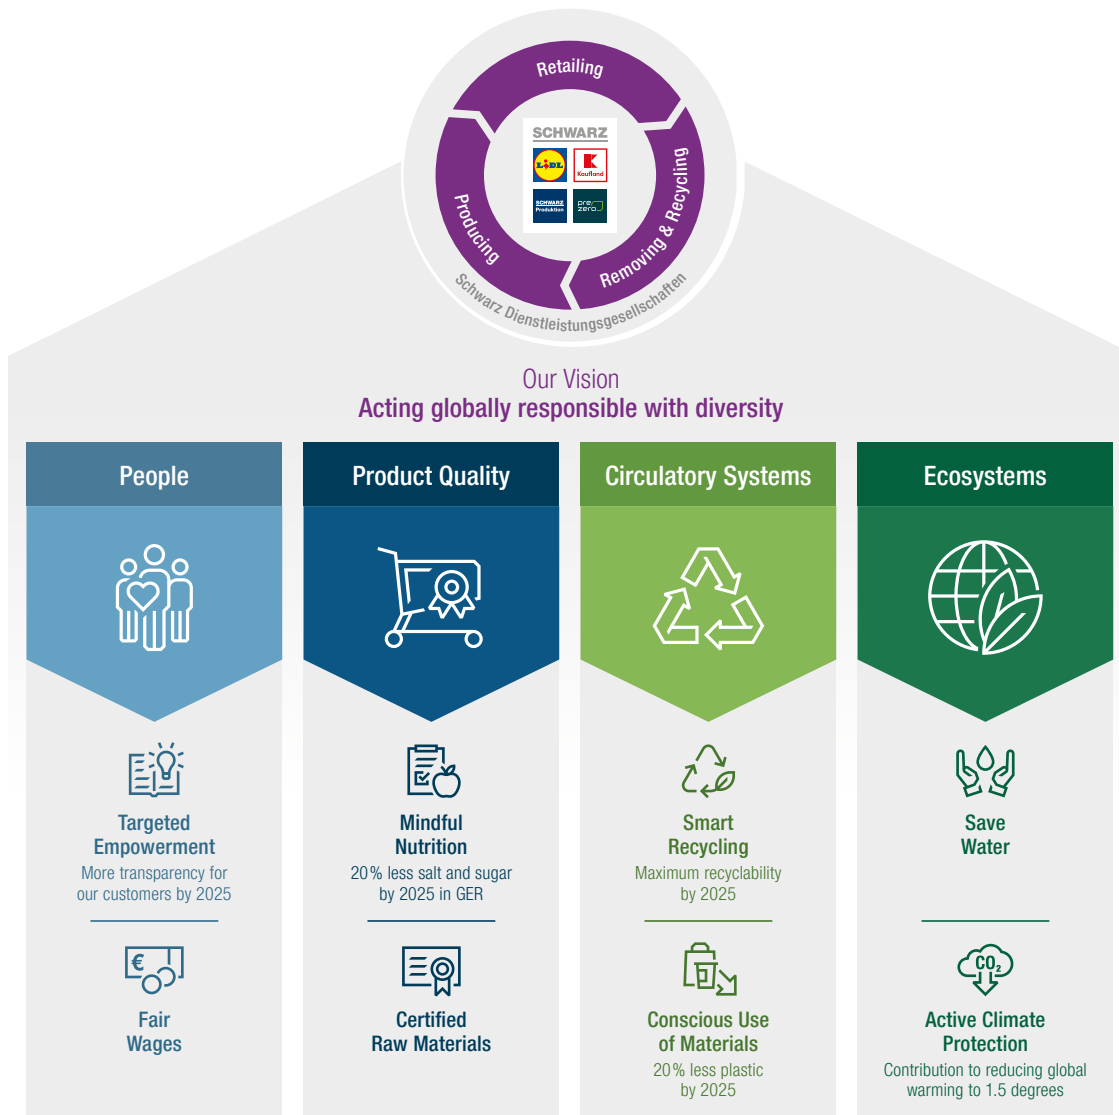 Retailing
Producing
Removing & Recycling
SCHWARZ
LiDL
K
Kaufland
SCHWARZ
Produktion
pre
zero
Schwarz Dienstleistungsgesellschaften
Our Vision
Acting globally responsible with diversity
People
Product Quality
Circulatory Systems
Ecosystems
Targeted
Empowerment
More transparency for
our customers by 2025
Mindful
Nutrition
20% less salt and sugar
by 2025 in GER
Smart
Recycling
Maximum recyclability
by 2025
Save
Water
€
Fair
Wages
Certified
Raw Materials
Conscious Use
of Materials
20% less plastic
by 2025
CO₂
Active Climate
Protection
Contribution to reducing global
warming to 1.5 degrees